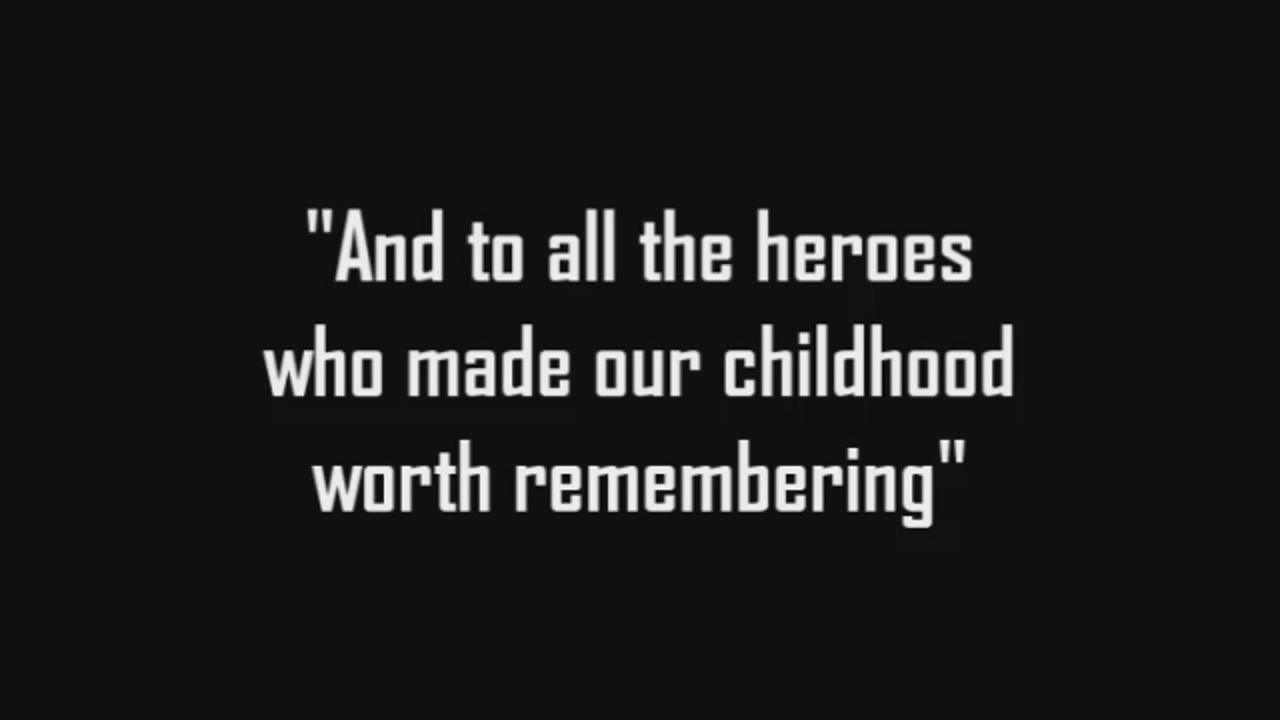 "And to all the heroes
who made our childhood
worth remembering"